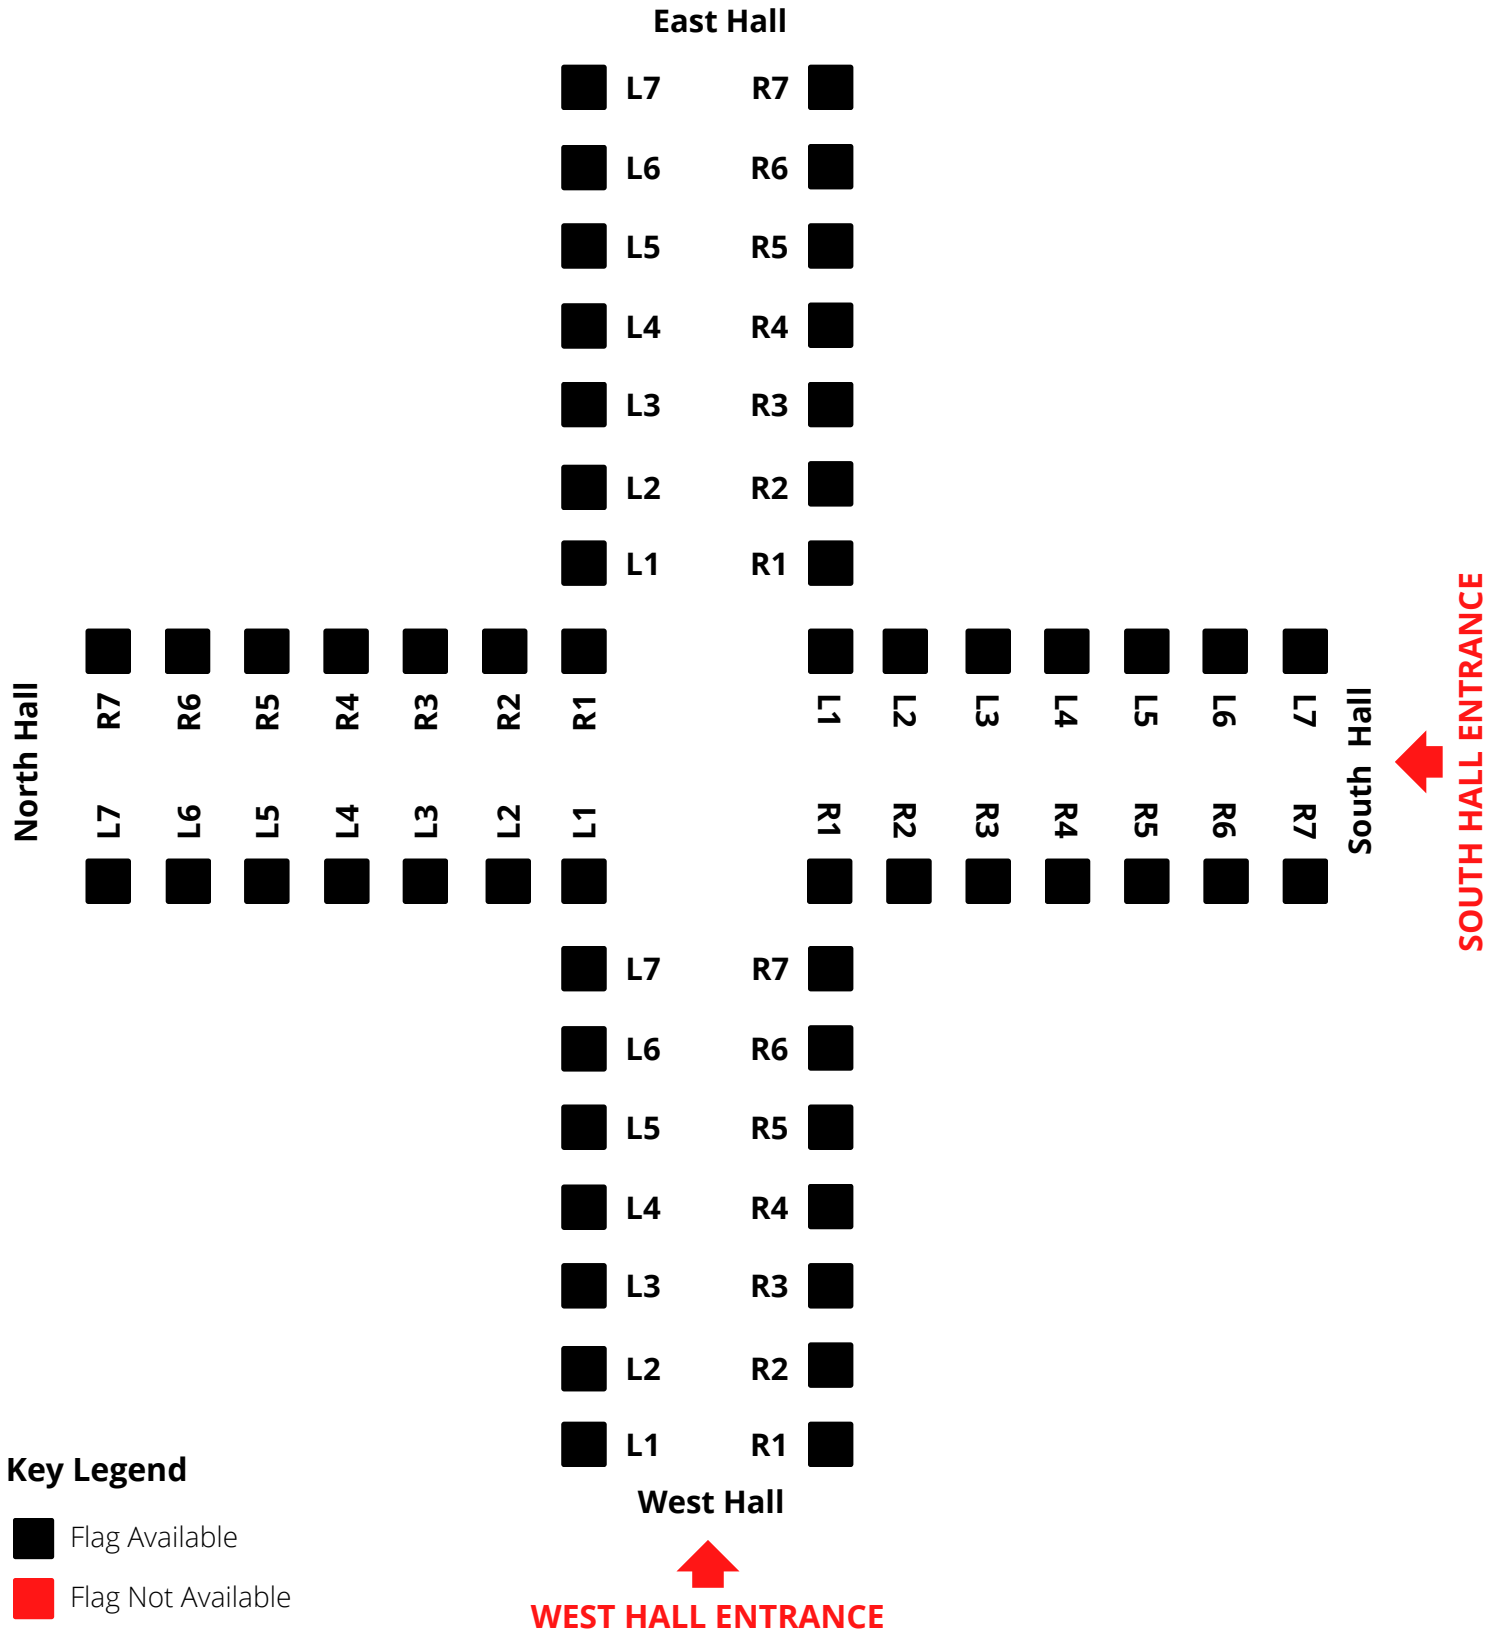 East Hall
L7 R7
L6 R6
L5 R5
L4 R4
L3 R3
L2 R2
L1 R1
North Hall
R7 R6 R5 R4 R3 R2 R1
L7 L6 L5 L4 L3 L2 L1
L1 L2 L3 L4 L5 L6 L7
R1 R2 R3 R4 R5 R6 R7
South Hall
SOUTH HALL ENTRANCE
L7 R7
L6 R6
L5 R5
L4 R4
L3 R3
L2 R2
L1 R1
West Hall
WEST HALL ENTRANCE
Key Legend
Flag Available
Flag Not Available